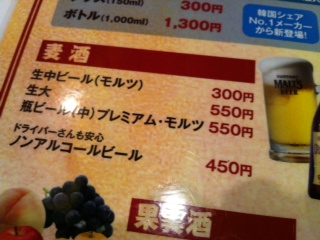 (150ml) 300円
ボトル(1,000ml) 1,300円
韓国シェア
No.1メーカー
から新登場!
麦酒
生中ビール(モルツ) 300円
生大 550円
瓶ビール(中)プレミアム・モルツ 550円
ドライバーさんも安心
ノンアルコールビール 450円
MALT'S
BEER
果実酒